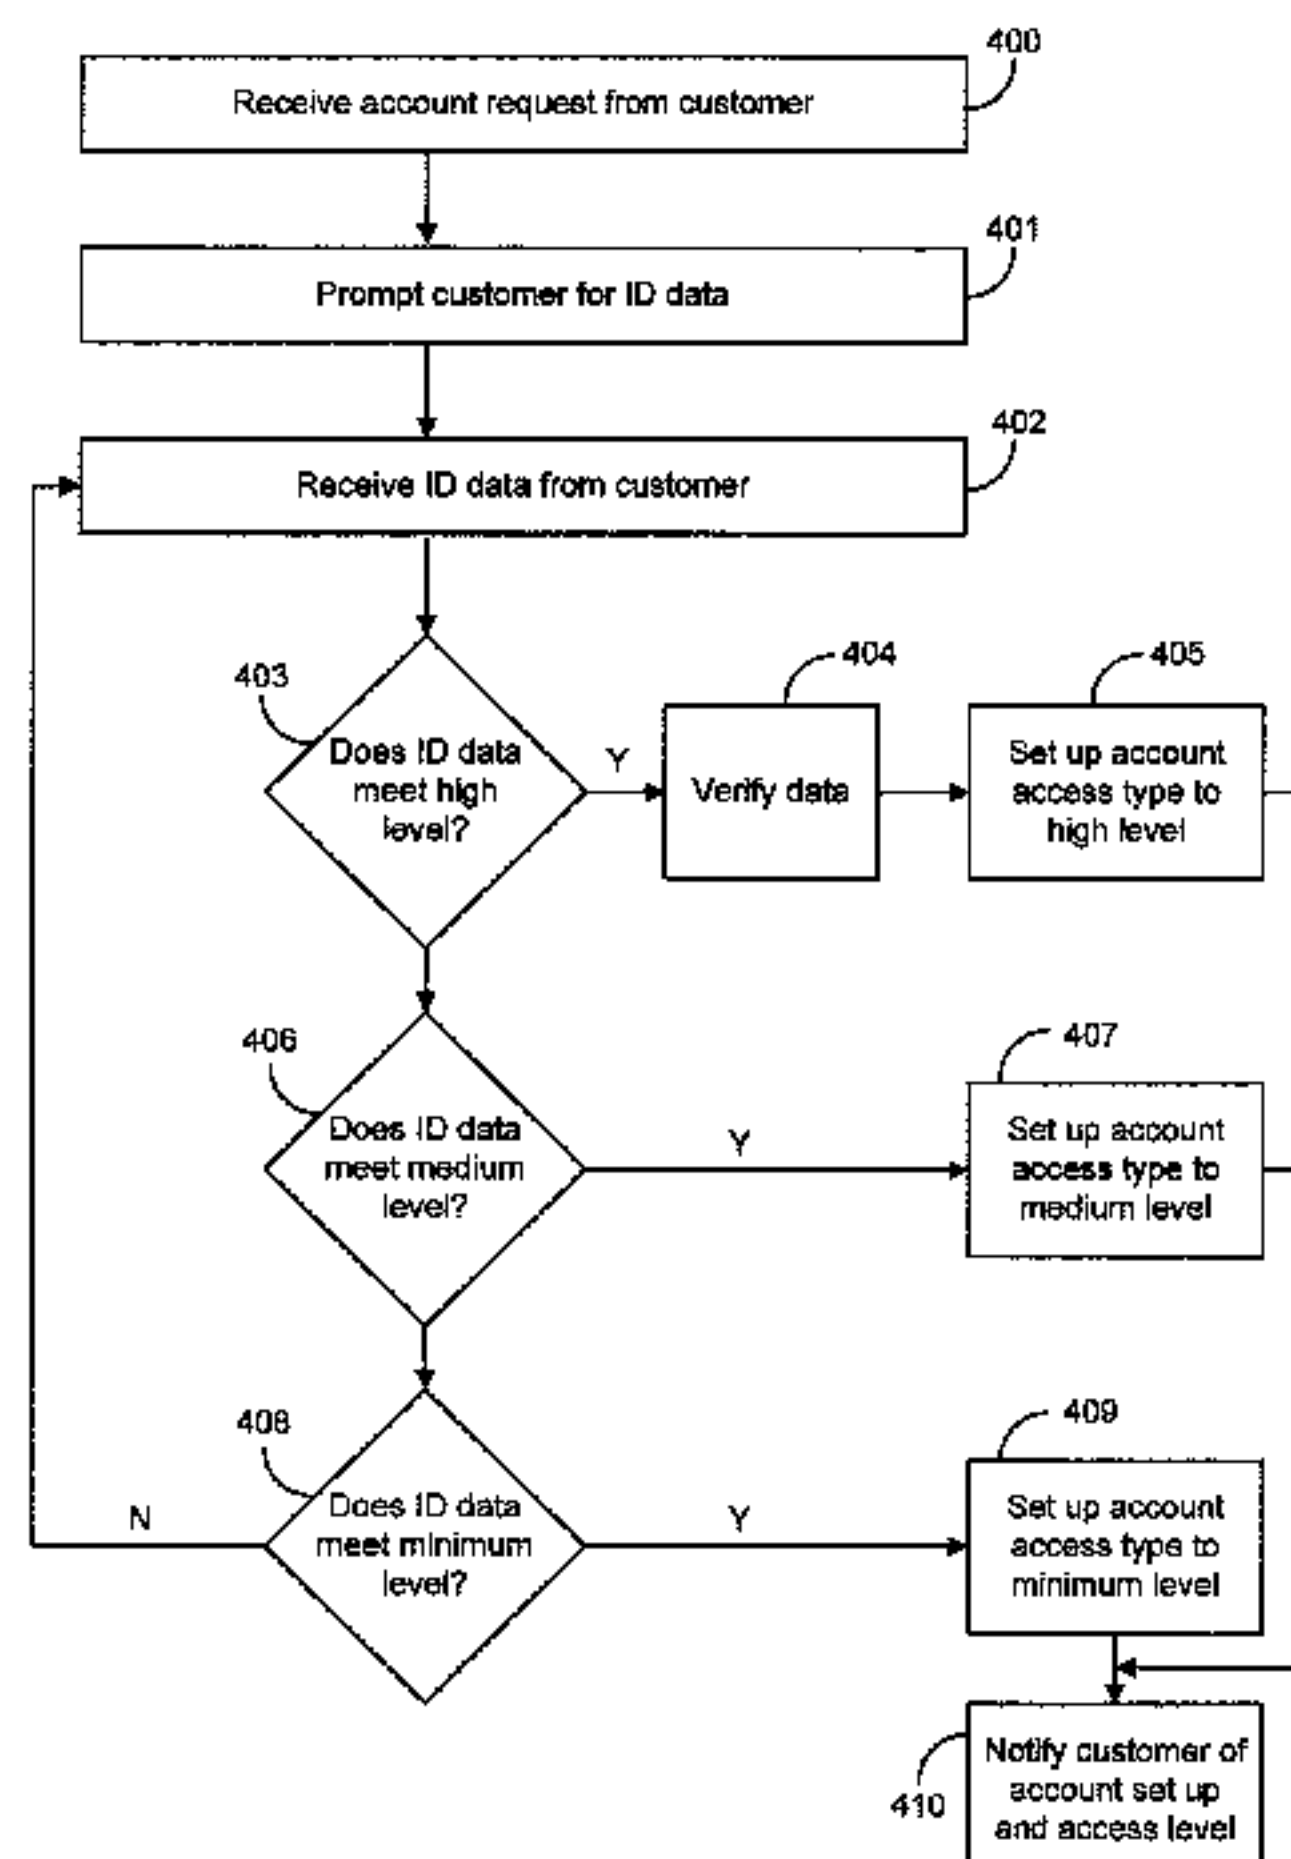 400
Receive account request from customer
401
Prompt customer for ID data
402
Receive ID data from customer
403
Does ID data
meet high
level?
Y
404
Verify data
405
Set up account
access type to
high level
406
Does ID data
meet medium
level?
Y
407
Set up account
access type to
medium level
408
Does ID data
meet minimum
level?
N
Y
409
Set up account
access type to
minimum level
410
Notify customer of
account set up
and access level